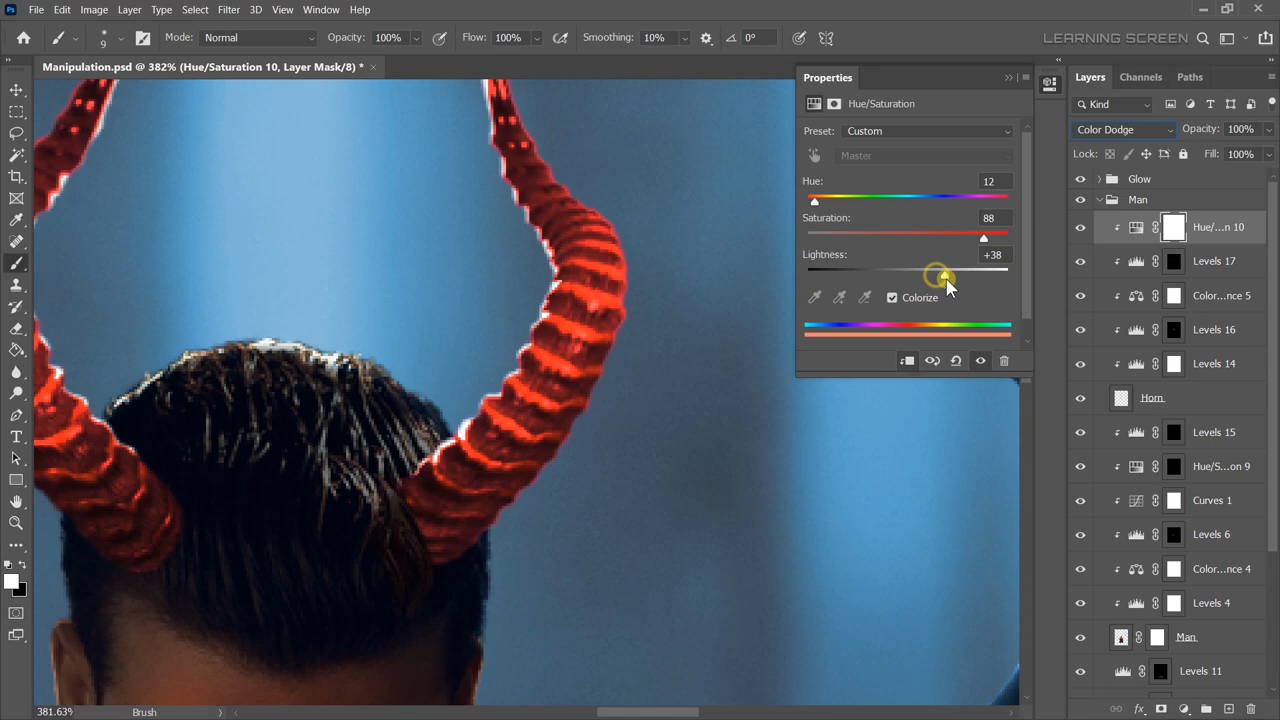 Ps File Edit Image Layer Type Select Filter 3D View Window Help
9 Mode: Normal Opacity: 100% Flow: 100% Smoothing: 10% 0° LEARNING SCREEN
Manipulation.psd @ 382% (Hue/Saturation 10, Layer Mask/8) * ×
Properties
Hue/Saturation
Preset: Custom
Master
Hue: 12
Saturation: 88
Lightness: +38
Colorize
Layers Channels Paths
Kind
Color Dodge Opacity: 100%
Lock: Fill: 100%
Glow
Man
Hue/...n 10
Levels 17
Color...nce 5
Levels 16
Levels 14
Horn
Levels 15
Hue/S...on 9
Curves 1
Levels 6
Color...nce 4
Levels 4
Man
Levels 11
381.63% Brush